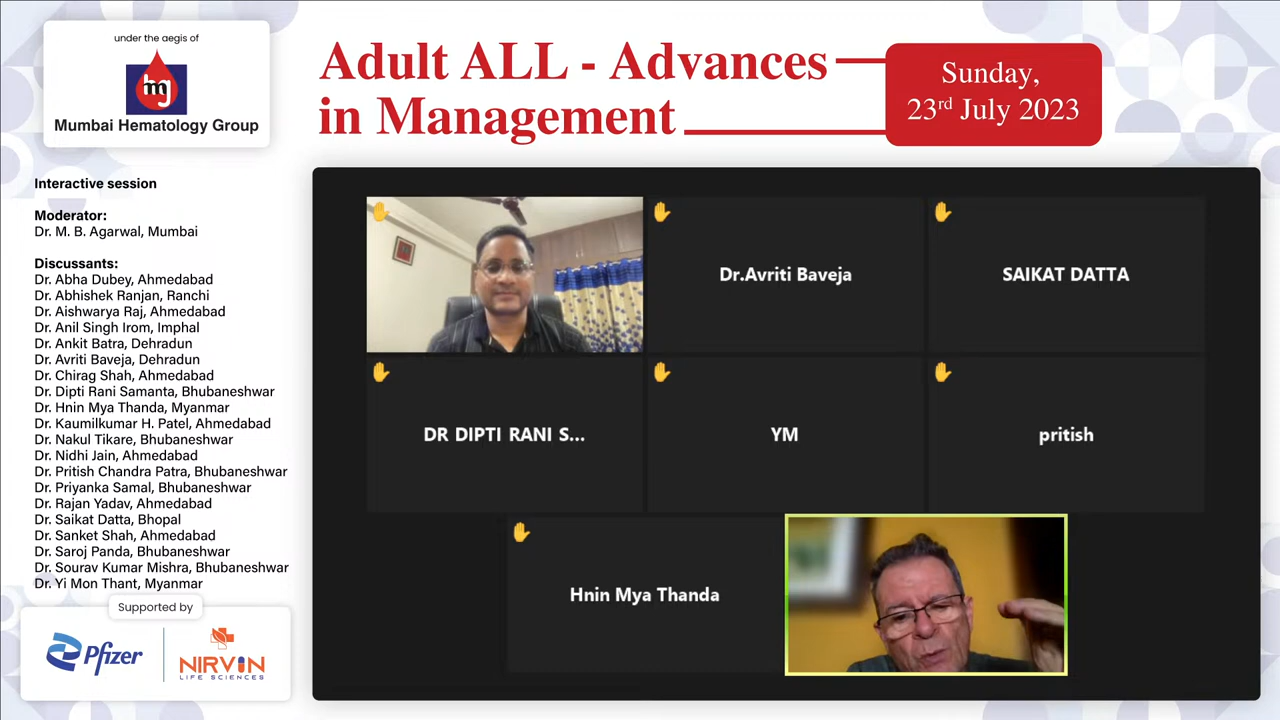 under the aegis of
mg
Mumbai Hematology Group
Adult ALL - Advances
in Management
Sunday,
23rd July 2023
Interactive session
Moderator:
Dr. M. B. Agarwal, Mumbai
Discussants:
Dr. Abha Dubey, Ahmedabad
Dr. Abhishek Ranjan, Ranchi
Dr. Aishwarya Raj, Ahmedabad
Dr. Anil Singh Irom, Imphal
Dr. Ankit Batra, Dehradun
Dr. Avriti Baveja, Dehradun
Dr. Chirag Shah, Ahmedabad
Dr. Dipti Rani Samanta, Bhubaneshwar
Dr. Hnin Mya Thanda, Myanmar
Dr. Kaumilkumar H. Patel, Ahmedabad
Dr. Nakul Tikare, Bhubaneshwar
Dr. Nidhi Jain, Ahmedabad
Dr. Pritish Chandra Patra, Bhubaneshwar
Dr. Priyanka Samal, Bhubaneshwar
Dr. Rajan Yadav, Ahmedabad
Dr. Saikat Datta, Bhopal
Dr. Sanket Shah, Ahmedabad
Dr. Saroj Panda, Bhubaneshwar
Dr. Sourav Kumar Mishra, Bhubaneshwar
Dr. Yi Mon Thant, Myanmar
Supported by
Pfizer
NIRVIN
LIFE SCIENCES
Dr.Avriti Baveja
SAIKAT DATTA
DR DIPTI RANI S...
YM
pritish
Hnin Mya Thanda